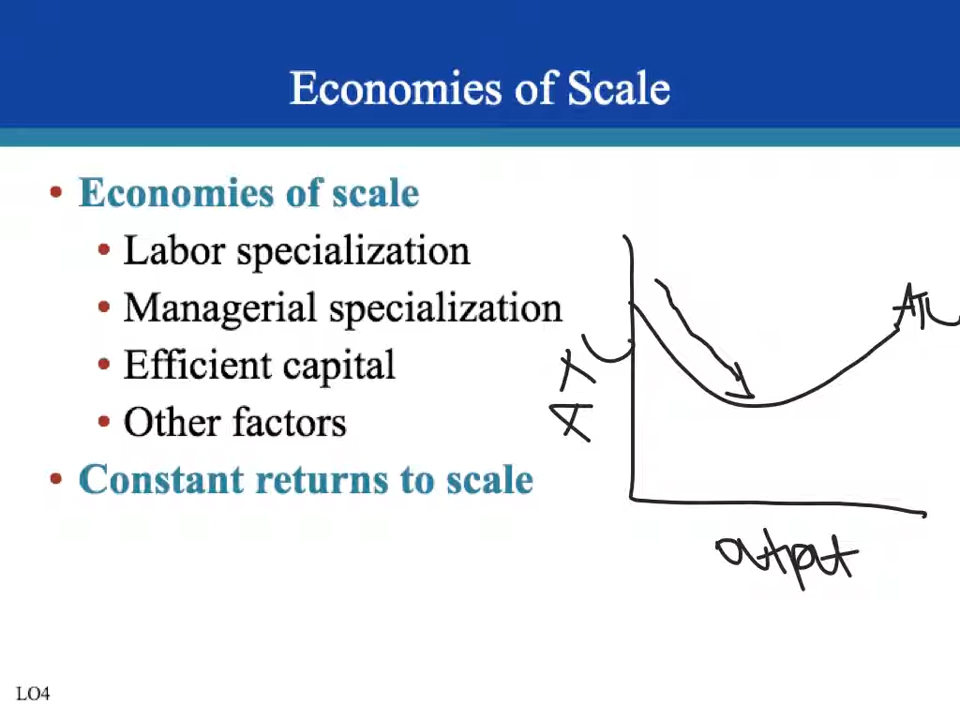 Economies of Scale
• Economies of scale
• Labor specialization
• Managerial specialization
• Efficient capital
• Other factors
• Constant returns to scale
ATC
ATC
output
LO4